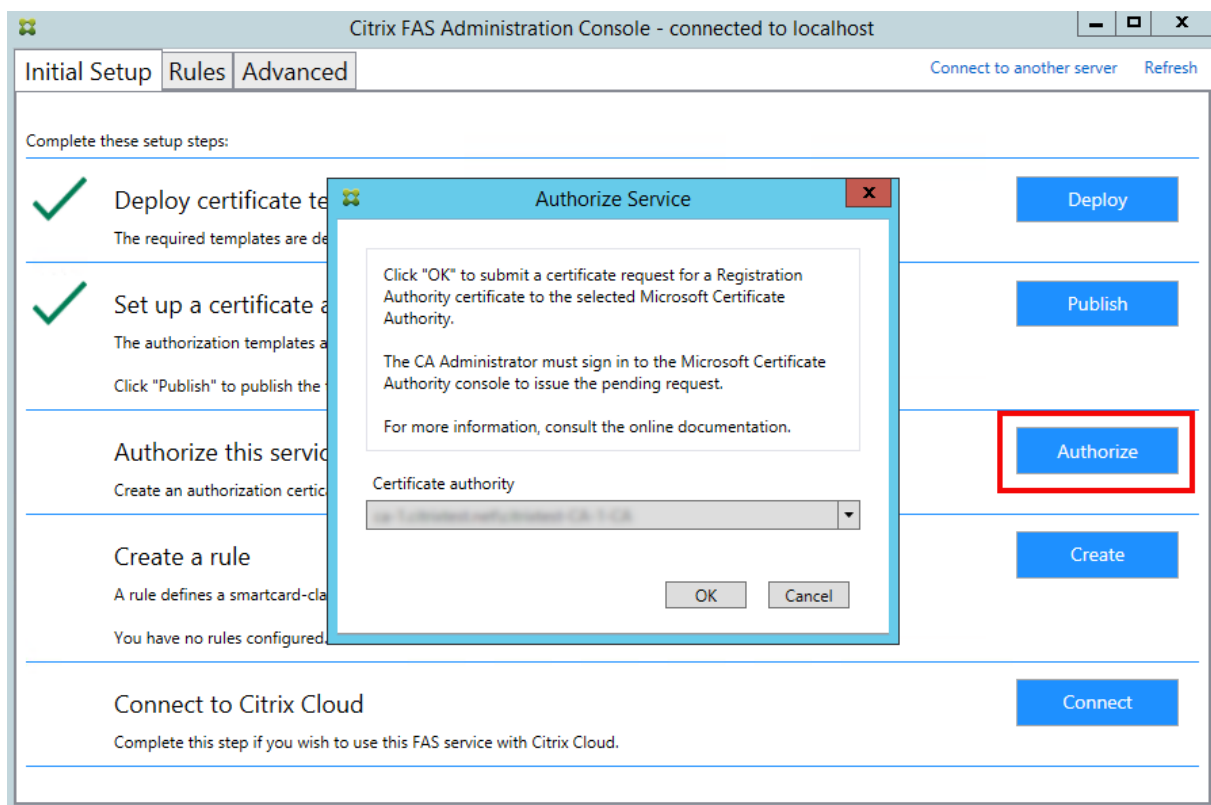 Citrix FAS Administration Console - connected to localhost
Initial Setup Rules Advanced
Connect to another server Refresh
Complete these setup steps:
Deploy certificate te
Deploy
The required templates are de
Set up a certificate a
Publish
The authorization templates a
Click "Publish" to publish the
Authorize this servic
Authorize
Create an authorization certic
Create a rule
Create
A rule defines a smartcard-cla
You have no rules configured.
Connect to Citrix Cloud
Connect
Complete this step if you wish to use this FAS service with Citrix Cloud.
Authorize Service
Click "OK" to submit a certificate request for a Registration
Authority certificate to the selected Microsoft Certificate
Authority.
The CA Administrator must sign in to the Microsoft Certificate
Authority console to issue the pending request.
For more information, consult the online documentation.
Certificate authority
OK Cancel